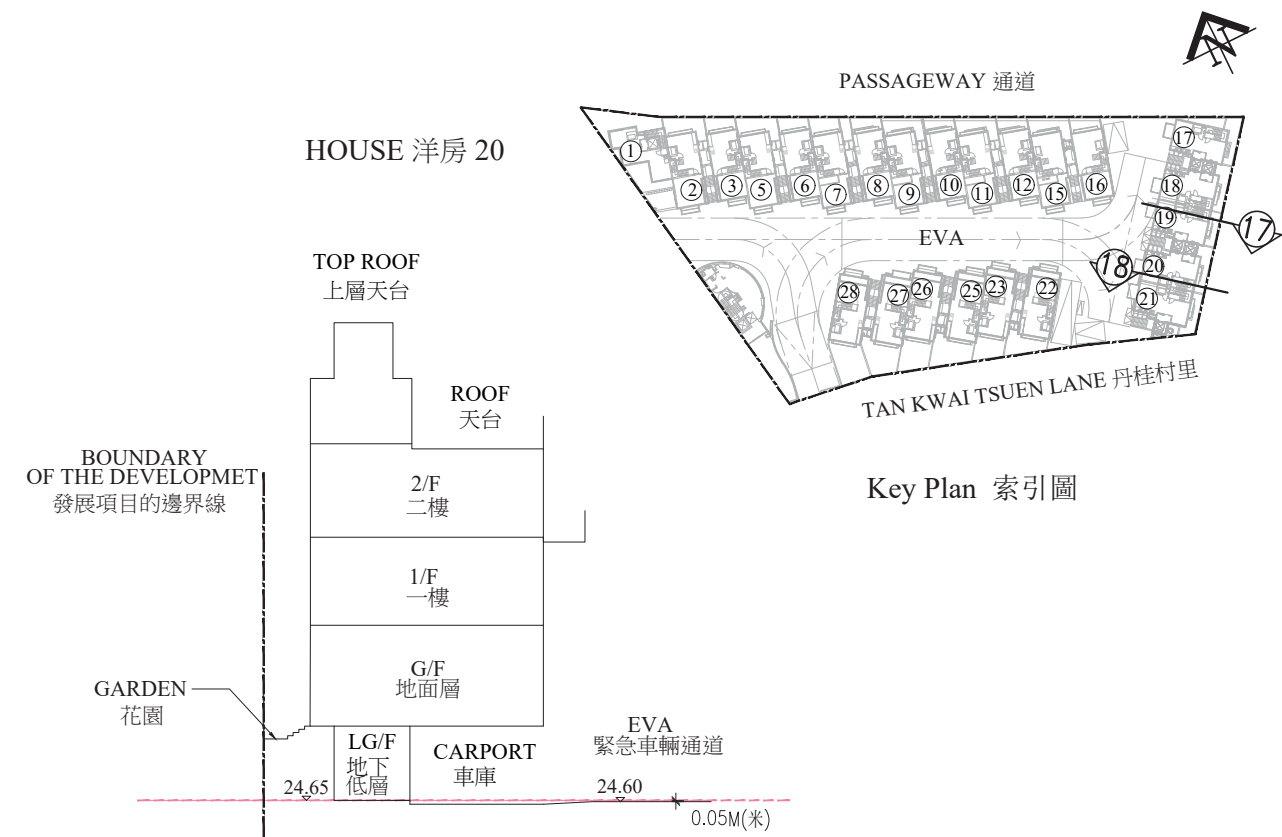 PASSAGEWAY 通道
HOUSE 洋房 20
1
2
3
5
6
7
8
9
10
11
12
15
16
17
18
19
20
21
17
18
EVA
28
27
26
25
23
22
TAN KWAI TSUEN LANE 丹桂村里
Key Plan 索引圖
TOP ROOF
上層天台
ROOF
天台
BOUNDARY
OF THE DEVELOPMET
發展項目的邊界線
2/F
二樓
1/F
一樓
G/F
地面層
GARDEN
花園
LG/F
地下
低層
CARPORT
車庫
EVA
緊急車輛通道
24.65
24.60
0.05M(米)